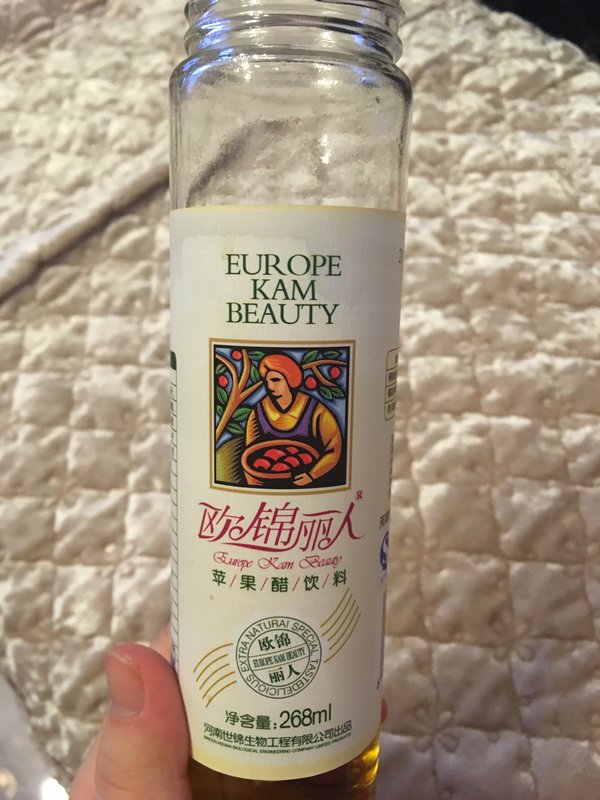 EUROPE
KAM
BEAUTY
欧锦丽人®
Europe Kam Beauty
苹/果/醋/饮/料
EXTRA NATURAL SPECIAL TASTE DELICIOUS
欧锦
EUROPE KAM BEAUTY
丽人
净含量:268ml
河南世锦生物工程有限公司出品